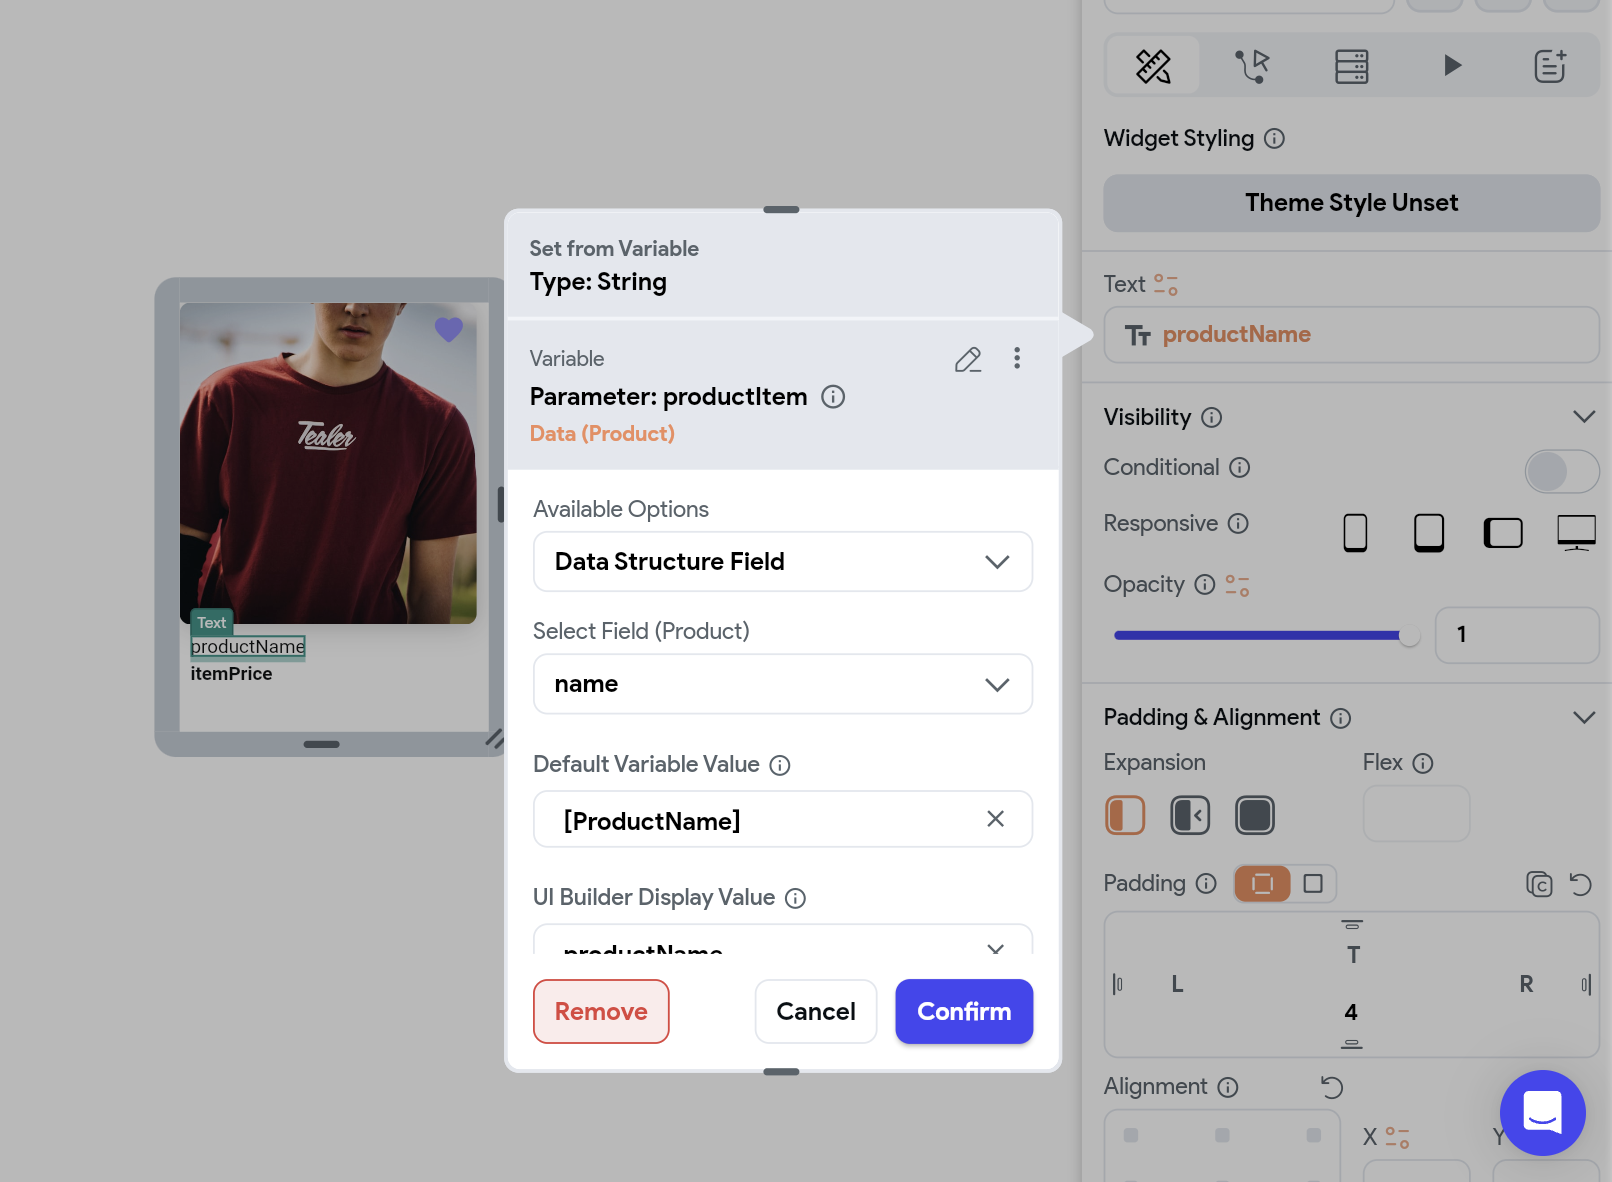 Widget Styling
Theme Style Unset
Text
productName
Visibility
Conditional
Responsive
Opacity
1
Padding & Alignment
Expansion
Flex
Padding
T
L
R
4
Alignment
X
Y
Set from Variable
Type: String
Variable
Parameter: productItem
Data (Product)
Available Options
Data Structure Field
Select Field (Product)
name
Default Variable Value
[ProductName]
UI Builder Display Value
productName
Remove
Cancel
Confirm
Tealer
Text
productName
itemPrice